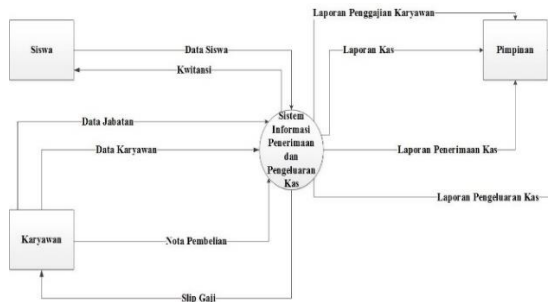 Laporan Penggajian Karyawan
Siswa
Data Siswa
Laporan Kas
Pimpinan
Kwitansi
Data Jabatan
Sistem
Informasi
Penerimaan
dan
Pengeluaran
Kas
Data Karyawan
Laporan Penerimaan Kas
Laporan Pengeluaran Kas
Karyawan
Nota Pembelian
Slip Gaji